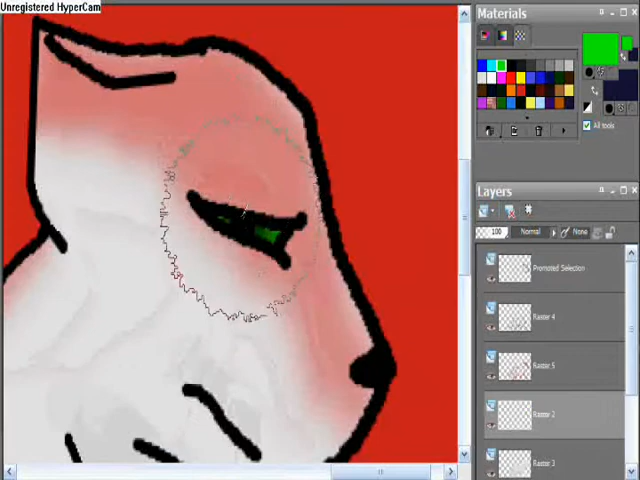 Unregistered HyperCam
Materials
All tools
Layers
100 Normal None
Promoted Selection
Raster 4
Raster 5
Raster 2
Raster 3